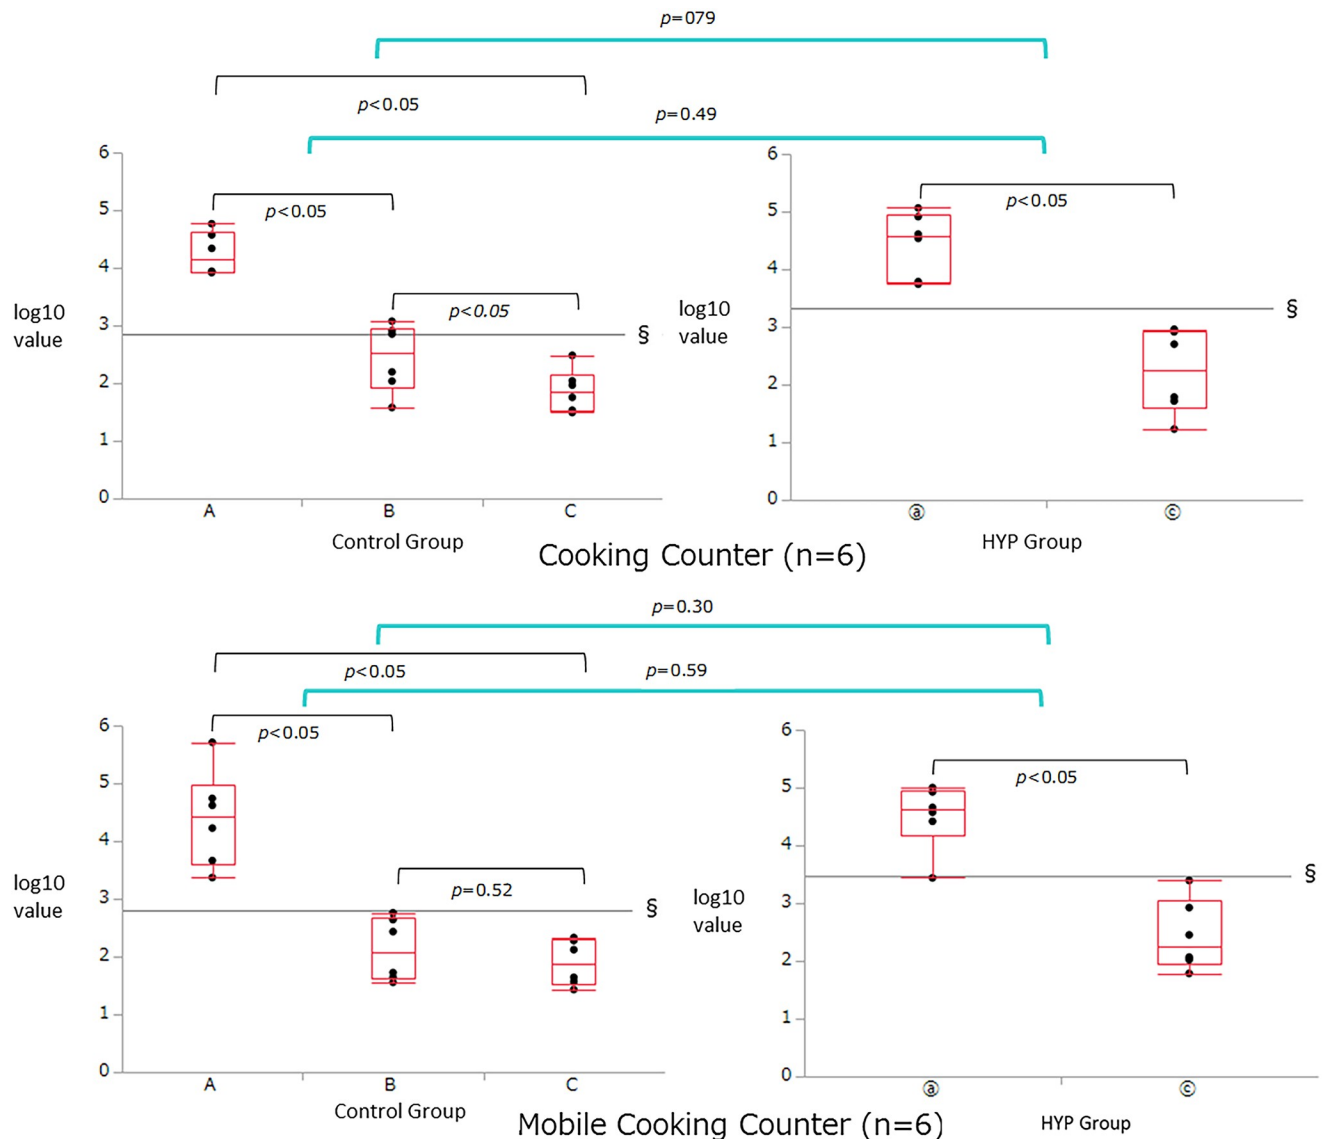 p=079
p<0.05
p=0.49
6
5
4
3
2
1
0
log10
value
p<0.05
p<0.05
§
A
B
C
Control Group
6
5
4
3
2
1
0
log10
value
p<0.05
§
ⓐ
ⓒ
HYP Group
Cooking Counter (n=6)
p=0.30
p<0.05
p=0.59
6
5
4
3
2
1
0
log10
value
p<0.05
p=0.52
§
A
B
C
Control Group
6
5
4
3
2
1
0
log10
value
p<0.05
§
ⓐ
ⓒ
HYP Group
Mobile Cooking Counter (n=6)